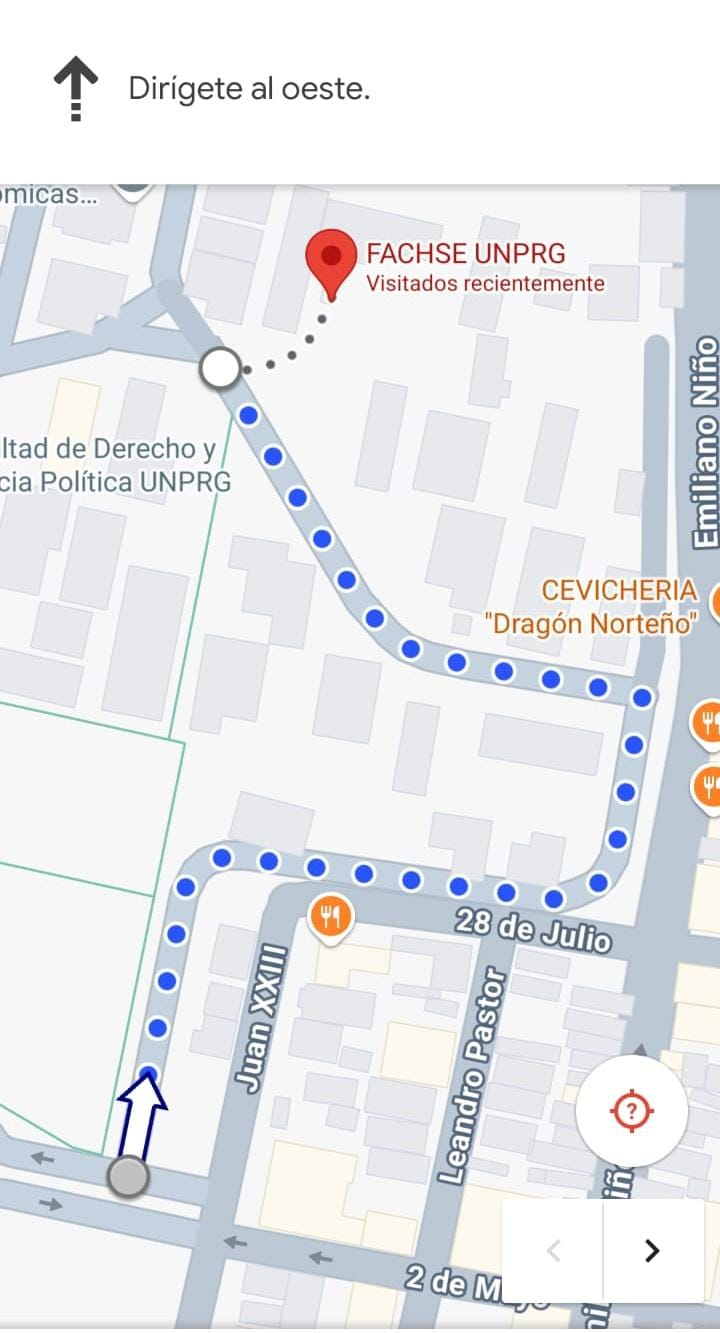 Dirígete al oeste.
ómicas...
FACHSE UNPRG
Visitados recientemente
Emiliano Niño
ltad de Derecho y
cia Política UNPRG
CEVICHERIA
"Dragón Norteño"
28 de Julio
Juan XXIII
Leandro Pastor
?
2 de M